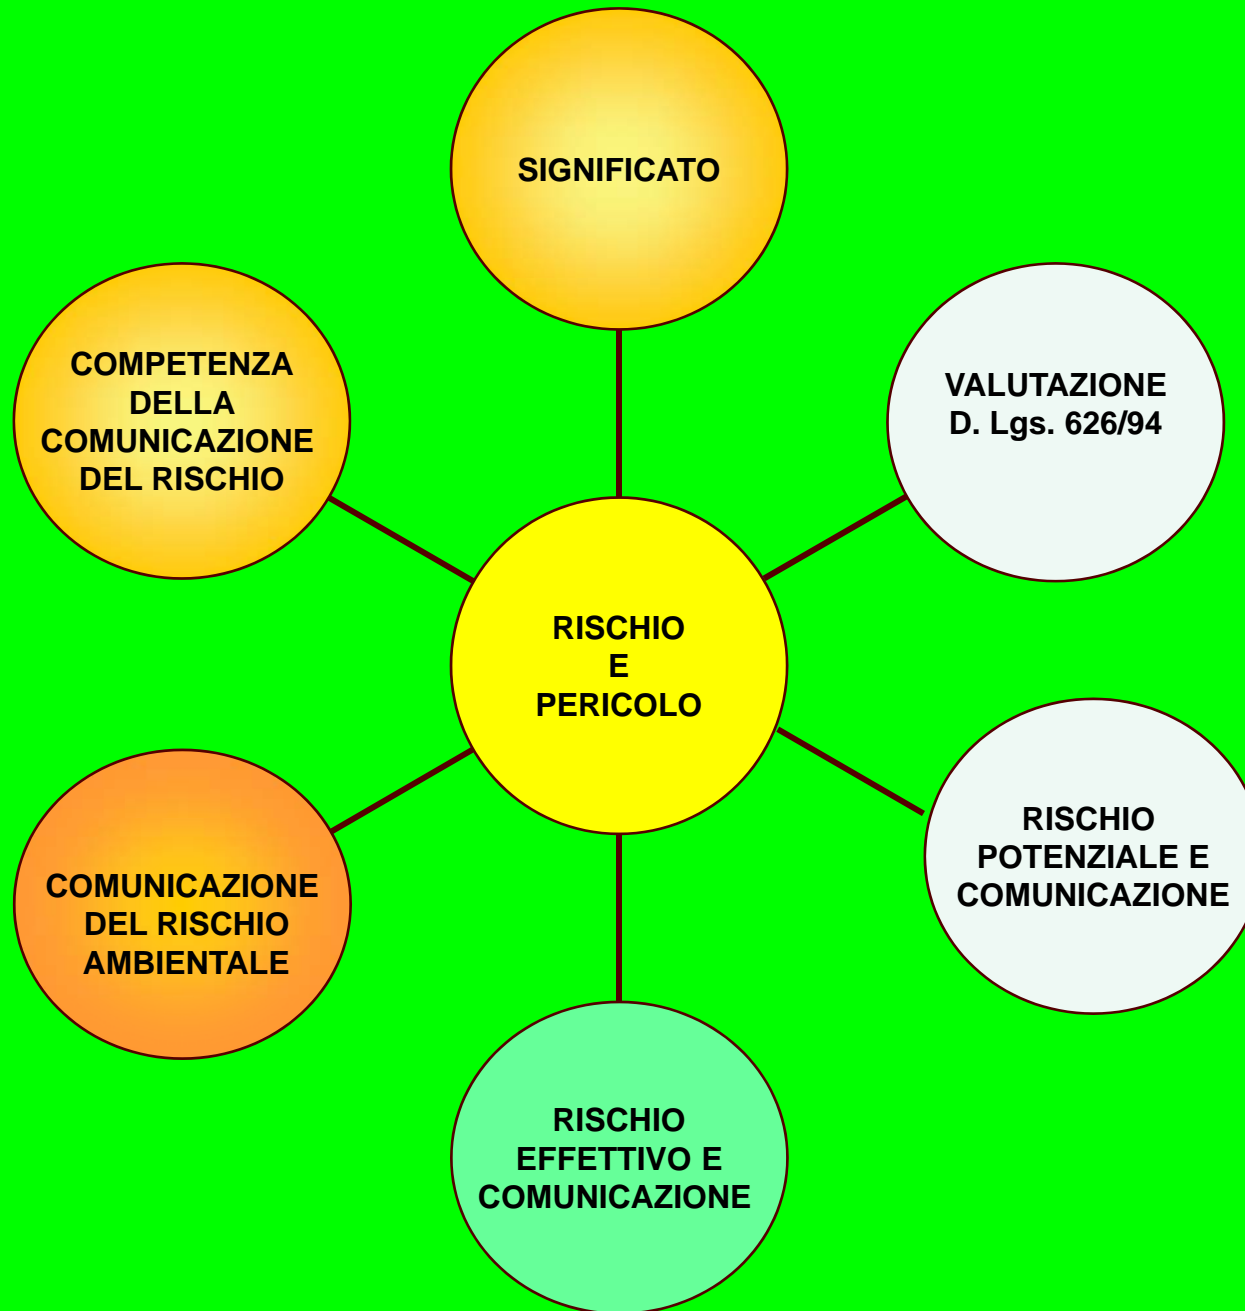 SIGNIFICATO
COMPETENZA
DELLA
COMUNICAZIONE
DEL RISCHIO
VALUTAZIONE
D. Lgs. 626/94
RISCHIO
E
PERICOLO
RISCHIO
POTENZIALE E
COMUNICAZIONE
COMUNICAZIONE
DEL RISCHIO
AMBIENTALE
RISCHIO
EFFETTIVO E
COMUNICAZIONE